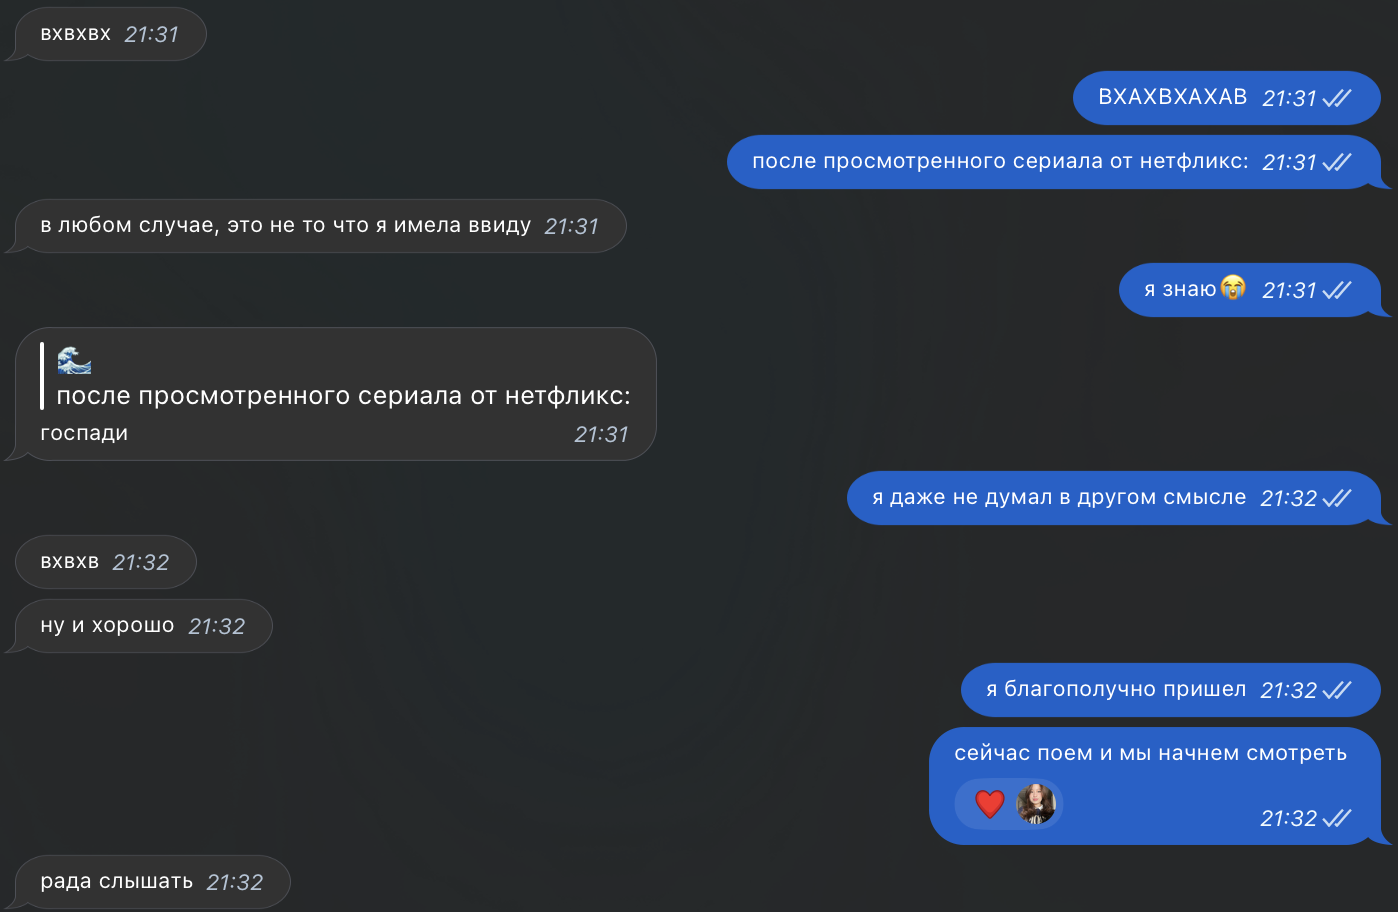 вхвхвх 21:31
ВХАХВХАХАВ 21:31
после просмотренного сериала от нетфликс: 21:31
в любом случае, это не то что я имела ввиду 21:31
я знаю😭 21:31
🌊
после просмотренного сериала от нетфликс:
госпади 21:31
я даже не думал в другом смысле 21:32
вхвхв 21:32
ну и хорошо 21:32
я благополучно пришел 21:32
сейчас поем и мы начнем смотреть
❤️ 21:32
рада слышать 21:32